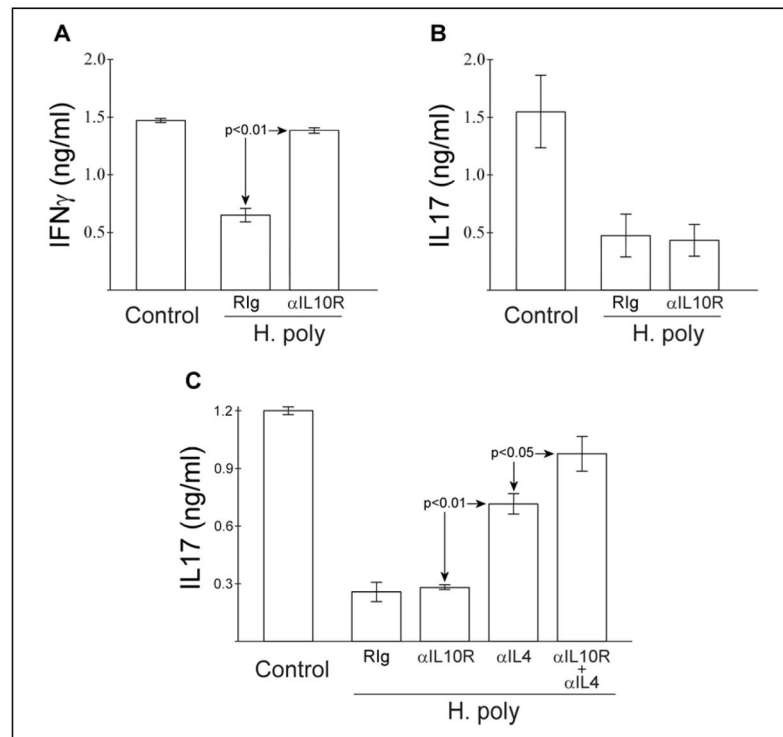 A
2.0
1.5
1.0
0.5
IFNγ (ng/ml)
p<0.01
Control
RIg αIL10R
H. poly
B
2.0
1.5
1.0
0.5
IL17 (ng/ml)
Control
RIg αIL10R
H. poly
C
1.2
0.9
0.6
0.3
IL17 (ng/ml)
p<0.05
p<0.01
Control
RIg αIL10R αIL4 αIL10R
+
αIL4
H. poly